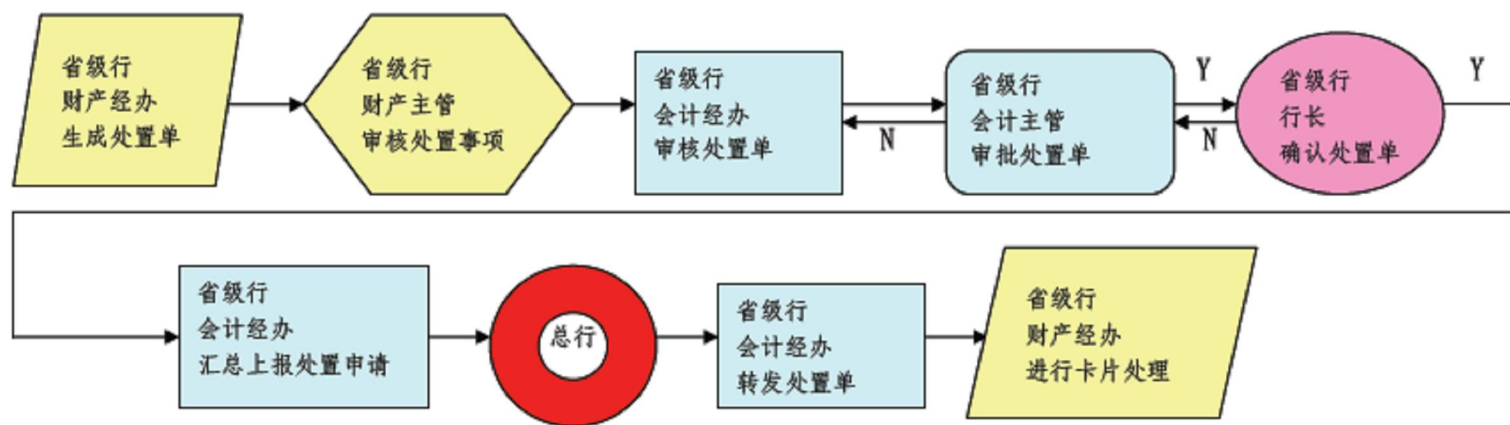 省级行
财产经办
生成处置单
省级行
财产主管
审核处置事项
省级行
会计经办
审核处置单
N
省级行
会计主管
审批处置单
Y
N
省级行
行长
确认处置单
Y
省级行
会计经办
汇总上报处置申请
总行
省级行
会计经办
转发处置单
省级行
财产经办
进行卡片处理